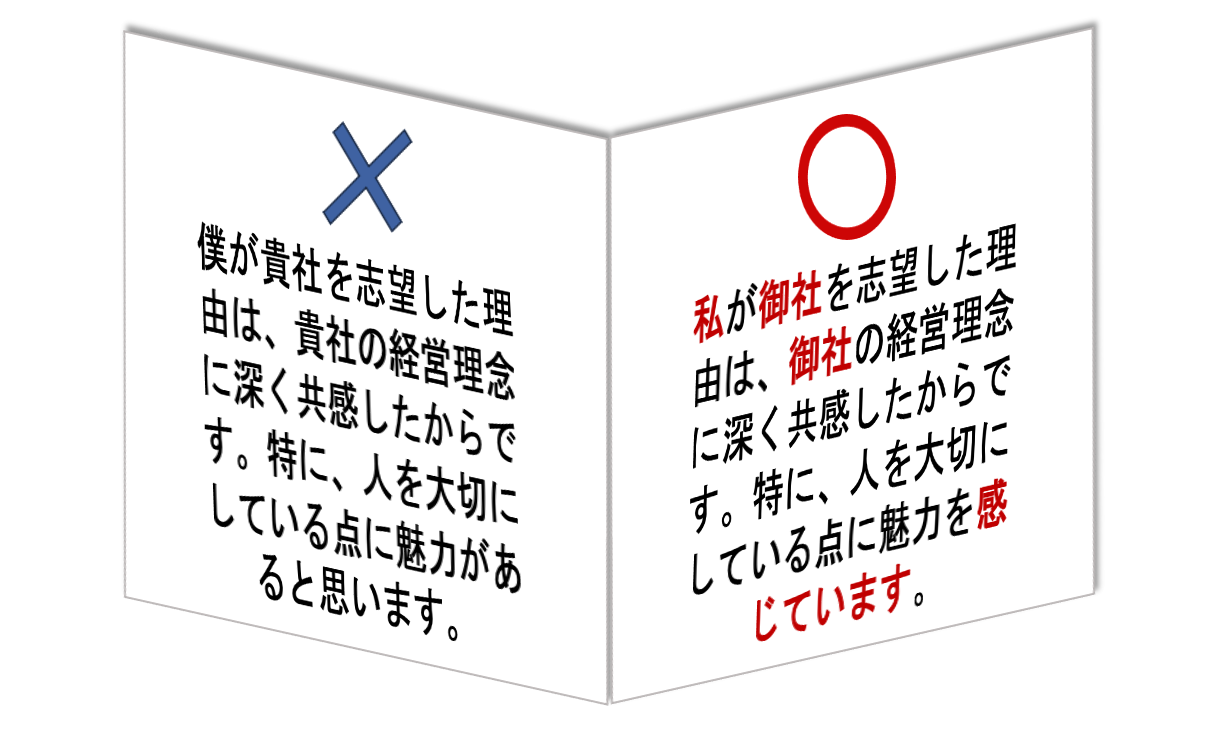 僕が貴社を志望した理
由は、貴社の経営理念
に深く共感したからで
す。特に、人を大切に
している点に魅力があ
ると思います。
私が御社を志望した理
由は、御社の経営理念
に深く共感したからで
す。特に、人を大切に
している点に魅力を感
じています。